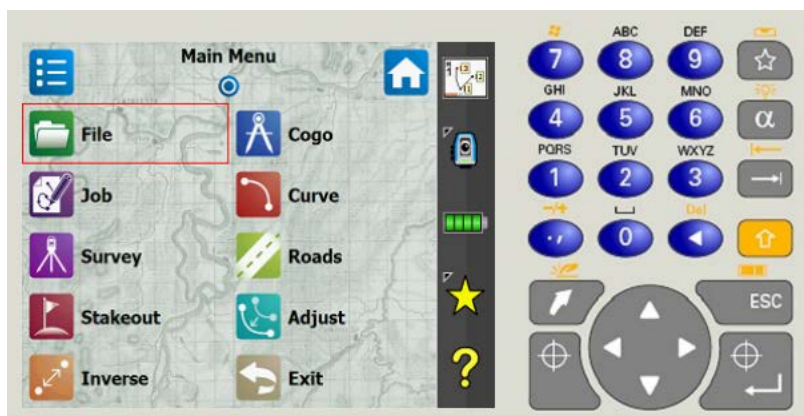 Main Menu
File
Cogo
Job
Curve
Survey
Roads
Stakeout
Adjust
Inverse
Exit
?
ABC DEF
7 8 9
GHI JKL MNO
4 5 6 α
PQRS TUV WXYZ
1 2 3
-/+ Del
., 0
ESC